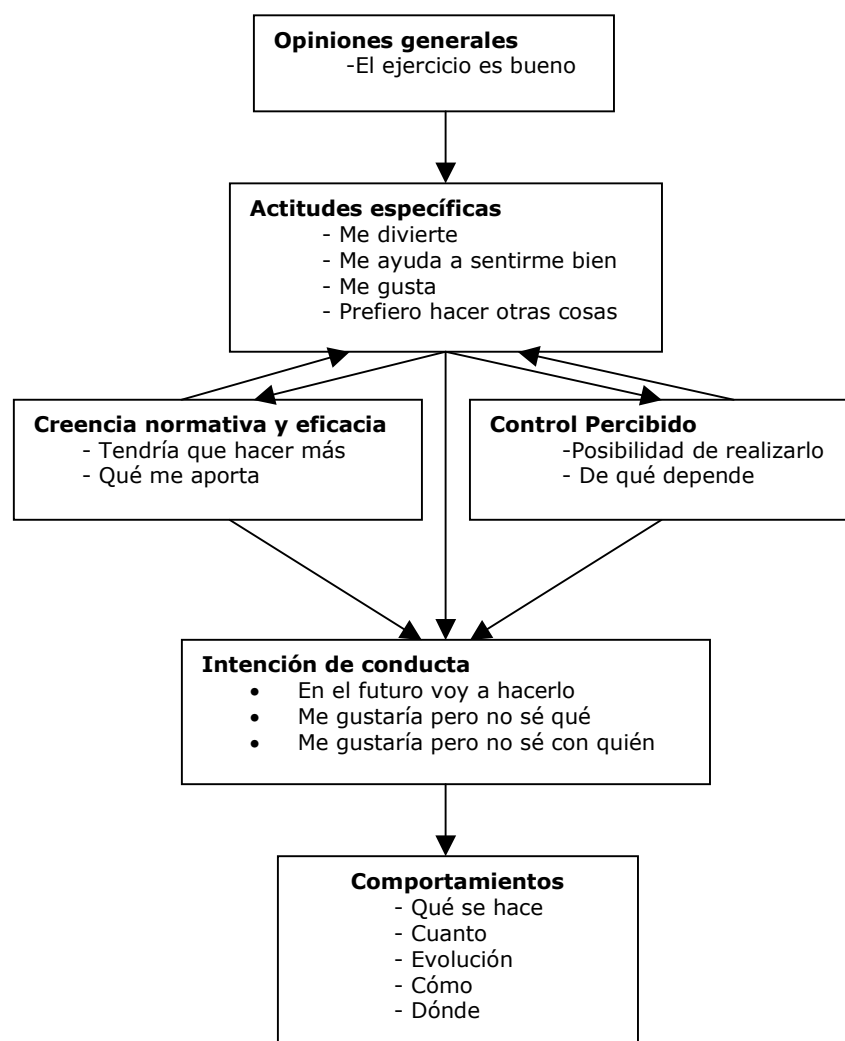 Opiniones generales
-El ejercicio es bueno
Actitudes específicas
- Me divierte
- Me ayuda a sentirme bien
- Me gusta
- Prefiero hacer otras cosas
Creencia normativa y eficacia
- Tendría que hacer más
- Qué me aporta
Control Percibido
-Posibilidad de realizarlo
- De qué depende
Intención de conducta
• En el futuro voy a hacerlo
• Me gustaría pero no sé qué
• Me gustaría pero no sé con quién
Comportamientos
- Qué se hace
- Cuanto
- Evolución
- Cómo
- Dónde